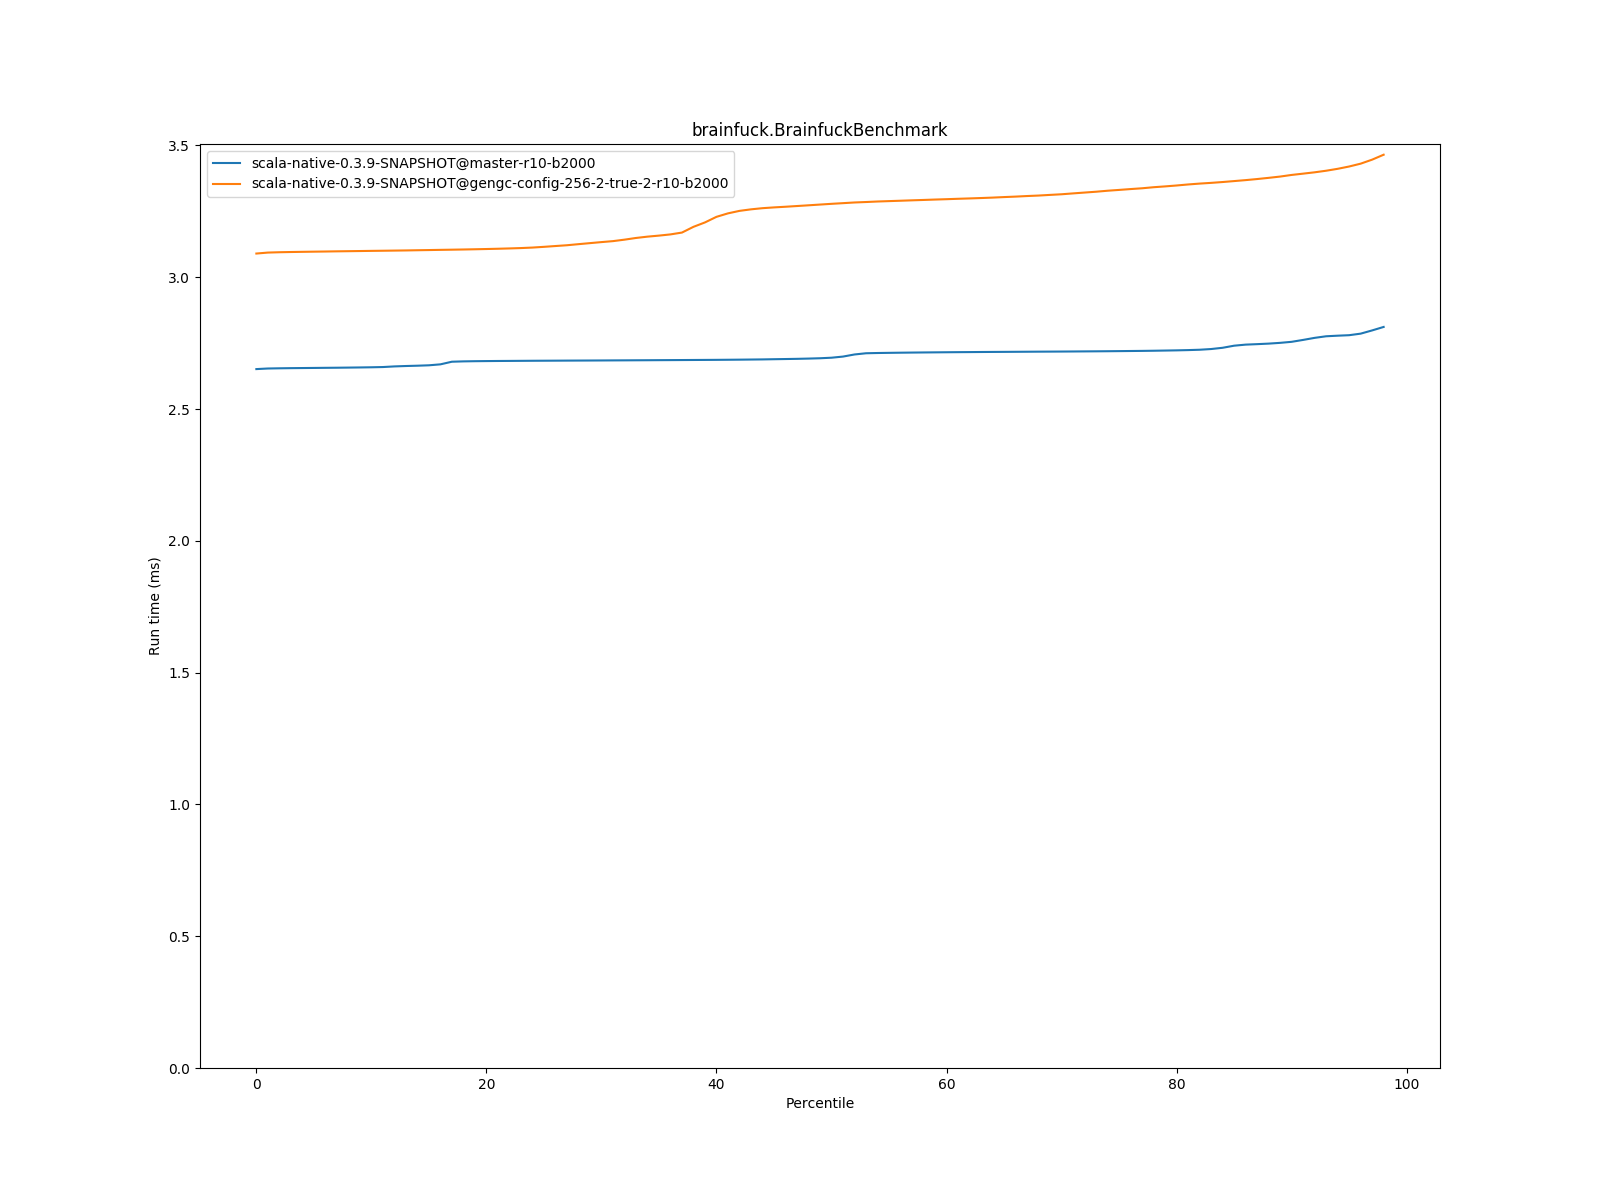 brainfuck.BrainfuckBenchmark
scala-native-0.3.9-SNAPSHOT@master-r10-b2000
scala-native-0.3.9-SNAPSHOT@gengc-config-256-2-true-2-r10-b2000
3.5
3.0
2.5
2.0
1.5
1.0
0.5
0.0
Run time (ms)
0 20 40 60 80 100
Percentile